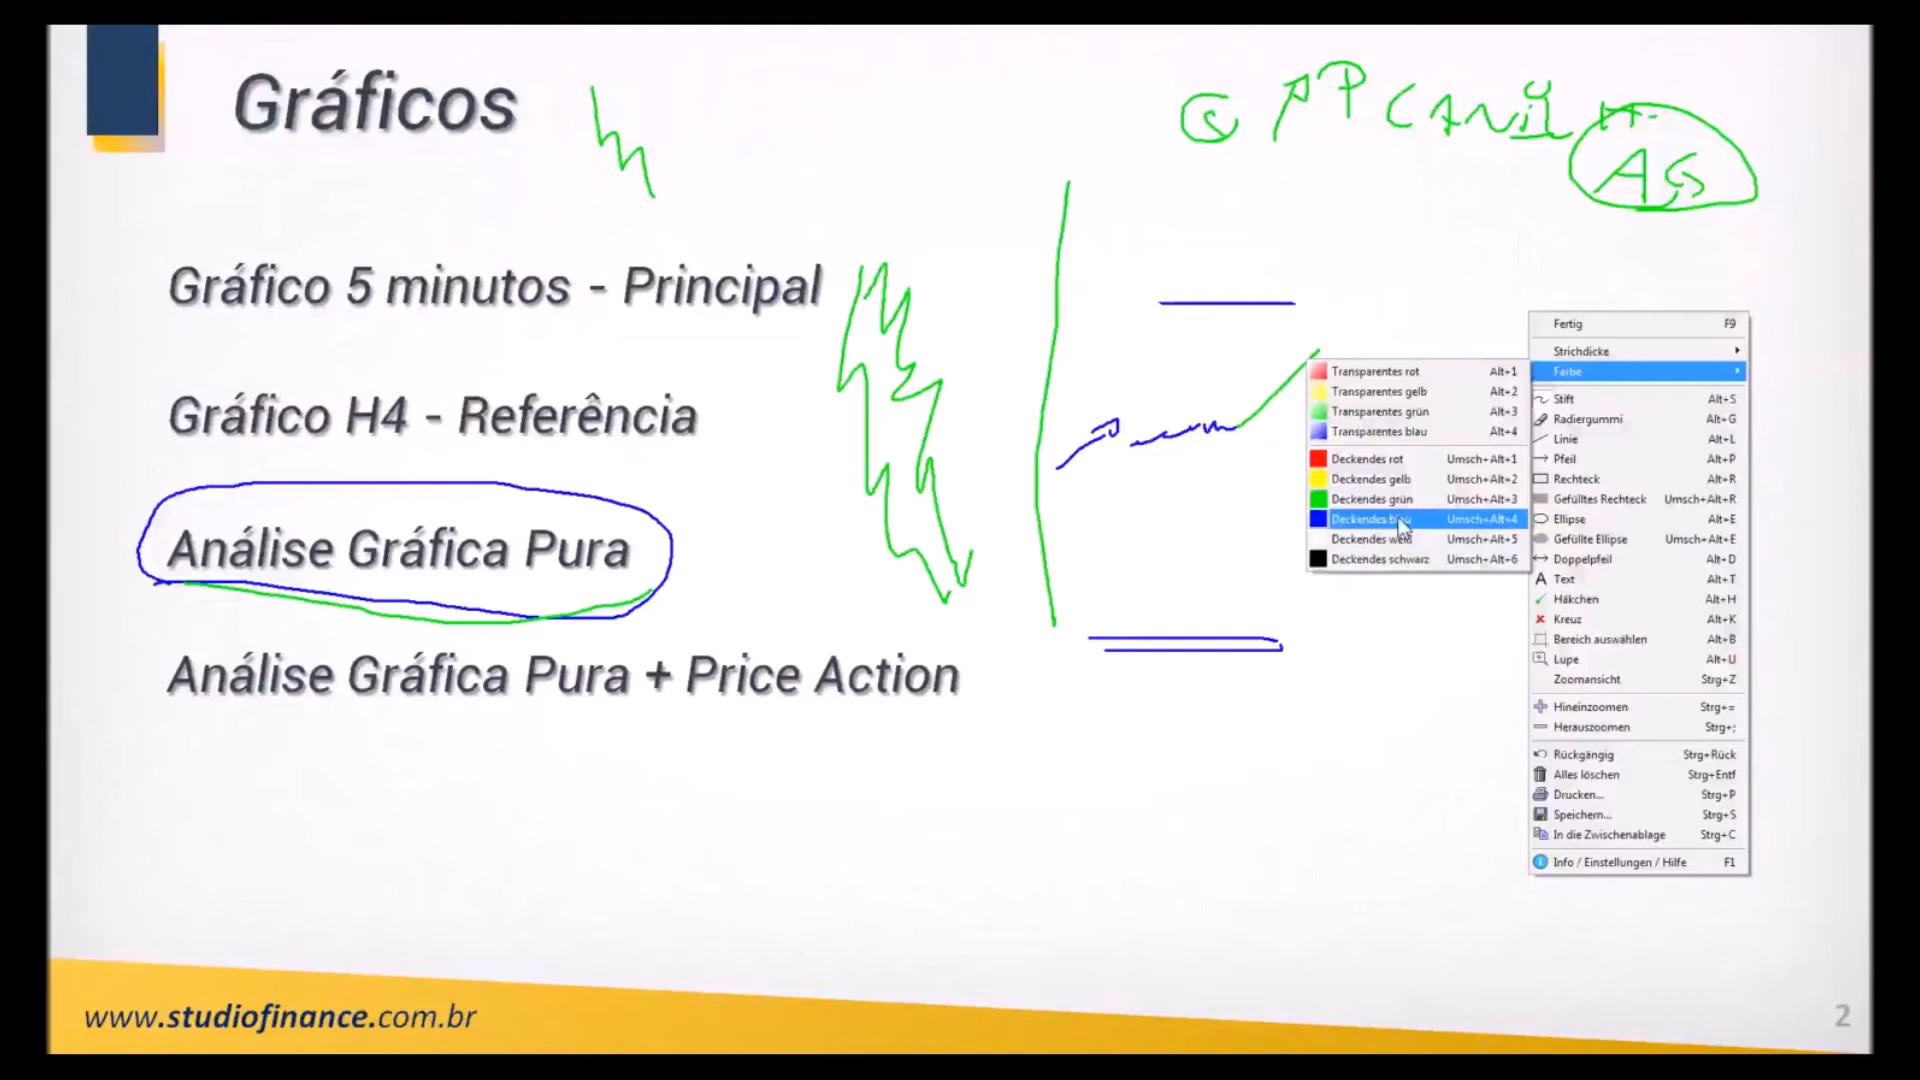 Gráficos
AG
Gráfico 5 minutos - Principal
Gráfico H4 - Referência
Análise Gráfica Pura
Análise Gráfica Pura + Price Action
Transparentes rot Alt+1
Transparentes gelb Alt+2
Transparentes grün Alt+3
Transparentes blau Alt+4
Deckendes rot Umsch+Alt+1
Deckendes gelb Umsch+Alt+2
Deckendes grün Umsch+Alt+3
Deckendes blau Umsch+Alt+4
Deckendes weiß Umsch+Alt+5
Deckendes schwarz Umsch+Alt+6
Fertig F9
Strichdicke
Farbe
Stift Alt+S
Radiergummi Alt+G
Linie Alt+L
Pfeil Alt+P
Rechteck Alt+R
Gefülltes Rechteck Umsch+Alt+R
Ellipse Alt+E
Gefüllte Ellipse Umsch+Alt+E
Doppelpfeil Alt+D
A Text Alt+T
Häkchen Alt+H
Kreuz Alt+K
Bereich auswählen Alt+B
Lupe Alt+U
Zoomansicht Strg+Z
Hineinzoomen Strg+=
Herauszoomen Strg+;
Rückgängig Strg+Rück
Alles löschen Strg+Entf
Drucken... Strg+P
Speichern... Strg+S
In die Zwischenablage Strg+C
Info / Einstellungen / Hilfe F1
www.studiofinance.com.br
2